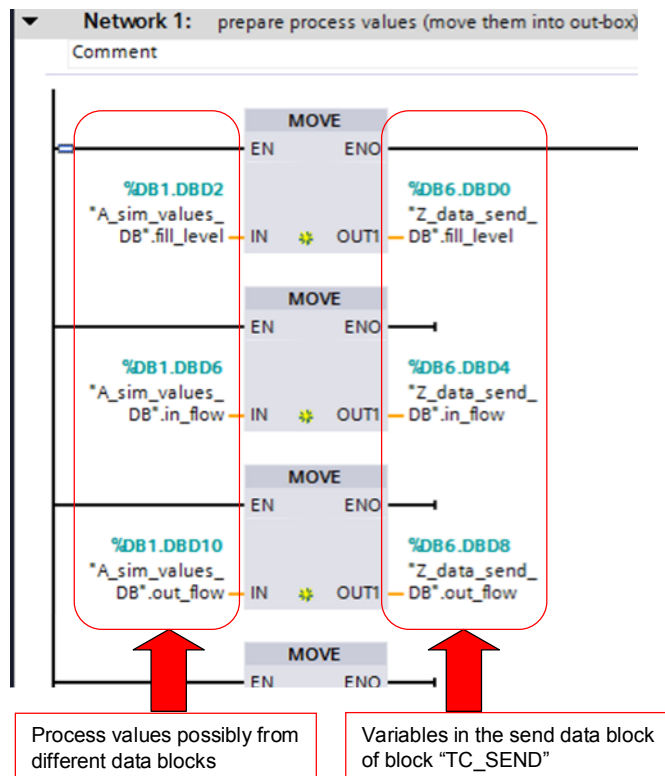 Network 1: prepare process values (move them into out-box)
Comment
MOVE
EN ENO
%DB1.DBD2
"A_sim_values_
DB".fill_level
IN OUT1
%DB6.DBD0
"Z_data_send_
DB".fill_level
MOVE
EN ENO
%DB1.DBD6
"A_sim_values_
DB".in_flow
IN OUT1
%DB6.DBD4
"Z_data_send_
DB".in_flow
MOVE
EN ENO
%DB1.DBD10
"A_sim_values_
DB".out_flow
IN OUT1
%DB6.DBD8
"Z_data_send_
DB".out_flow
MOVE
EN ENO
Process values possibly from
different data blocks
Variables in the send data block
of block “TC_SEND”